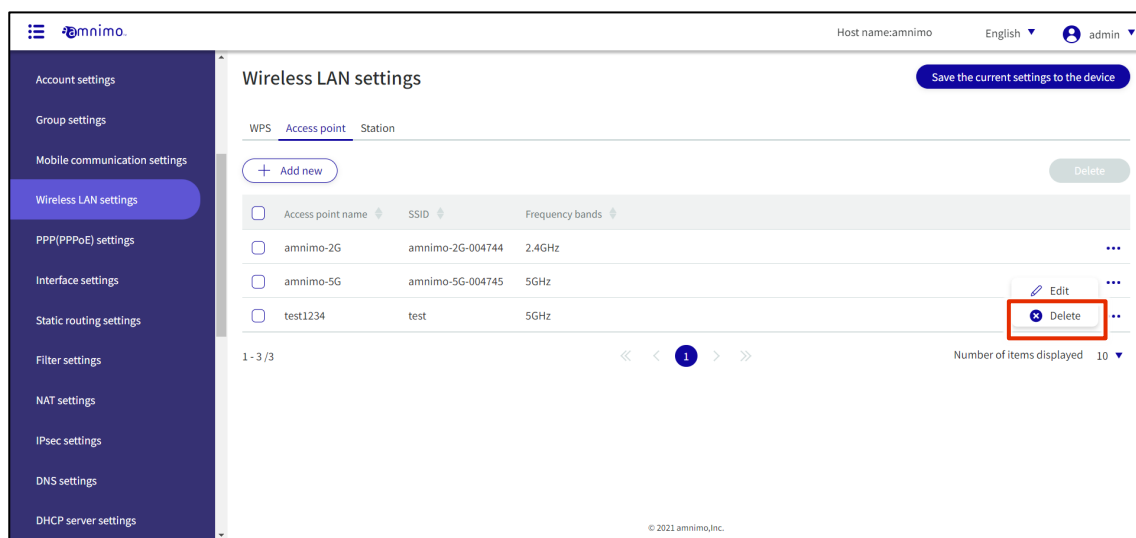 amnimo
Host name:amnimo
English
admin
Account settings
Group settings
Mobile communication settings
Wireless LAN settings
PPP(PPPoE) settings
Interface settings
Static routing settings
Filter settings
NAT settings
IPsec settings
DNS settings
DHCP server settings
Wireless LAN settings
Save the current settings to the device
WPS Access point Station
+ Add new
Delete
Access point name SSID Frequency bands
amnimo-2G amnimo-2G-004744 2.4GHz
amnimo-5G amnimo-5G-004745 5GHz
Edit
test1234 test 5GHz
Delete
1 - 3 /3
1
Number of items displayed 10
© 2021 amnimo,Inc.